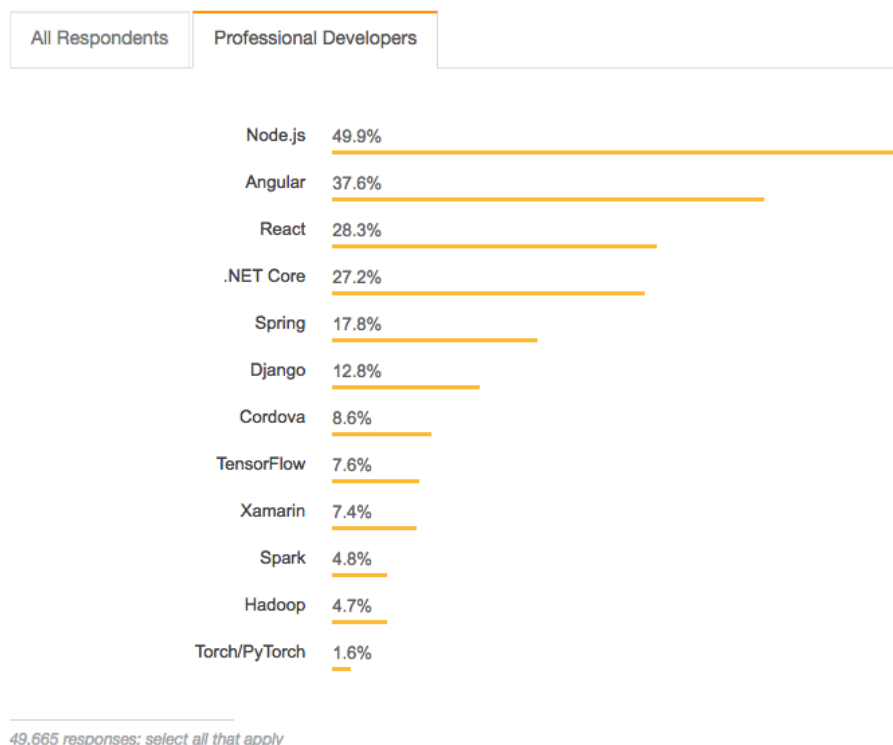 All Respondents Professional Developers
Node.js 49.9%
Angular 37.6%
React 28.3%
.NET Core 27.2%
Spring 17.8%
Django 12.8%
Cordova 8.6%
TensorFlow 7.6%
Xamarin 7.4%
Spark 4.8%
Hadoop 4.7%
Torch/PyTorch 1.6%
49,665 responses; select all that apply